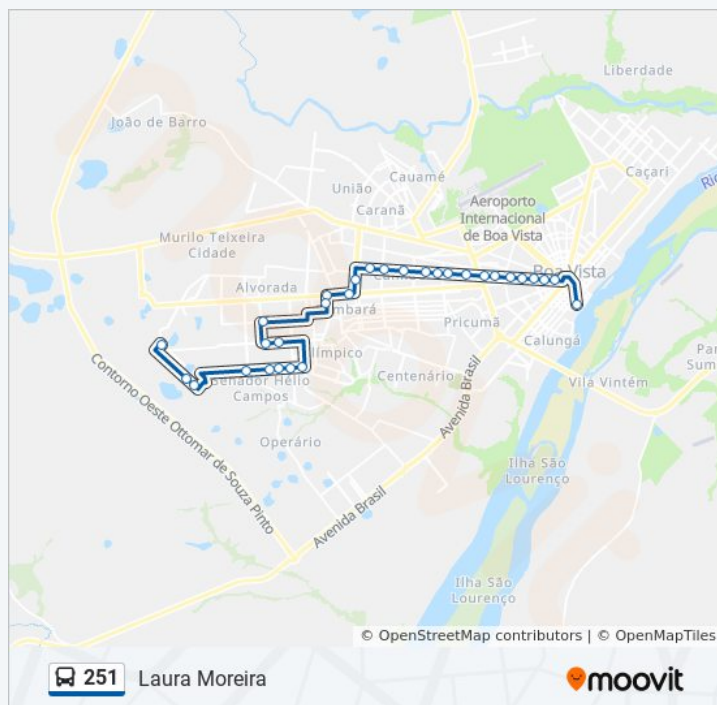 Liberdade
João de Barro
Cauamé
Caçari
União
Caranã
Aeroporto
Internacional
de Boa Vista
Murilo Teixeira
Cidade
Boa Vista
Alvorada
Pricumã
Calungá
Centenário
Vila Vintém
Senador Hélio
Campos
Operário
Contorno Oeste Ottomar de Souza Pinto
Avenida Brasil
Avenida Brasil
Ilha São
Lourenço
Ilha São
Lourenço
© OpenStreetMap contributors | © OpenMapTiles
251 Laura Moreira
moovit